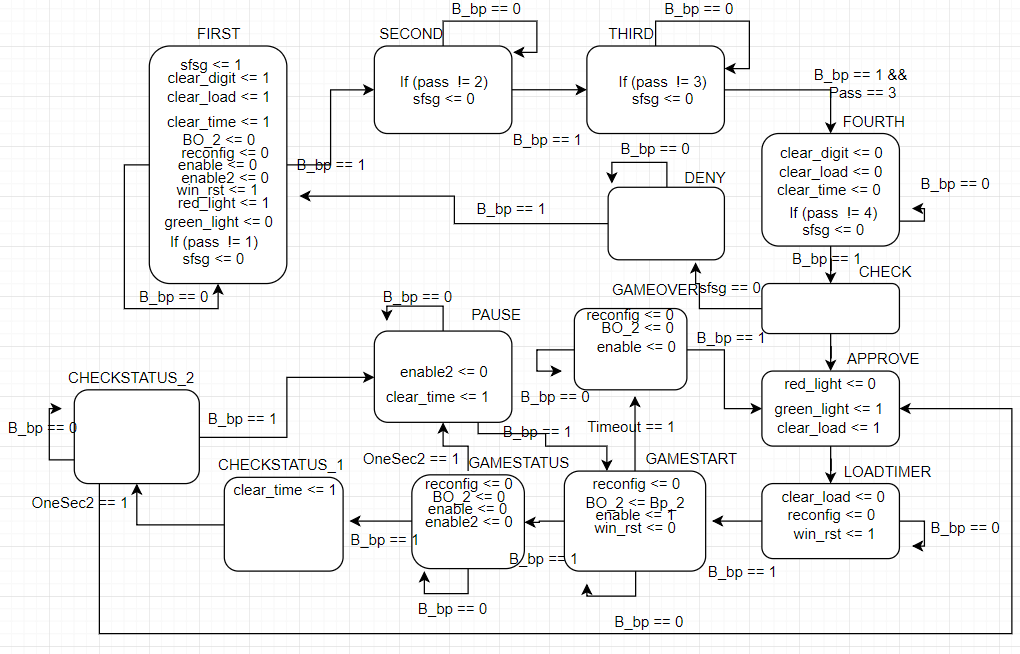 B_bp == 0
B_bp == 0
FIRST
SECOND
THIRD
sfsg <= 1
clear_digit <= 1
clear_load <= 1
clear_time <= 1
BO_2 <= 0
reconfig <= 0
enable <= 0
enable2 <= 0
win_rst <= 1
red_light <= 1
green_light <= 0
If (pass != 1)
sfsg <= 0
If (pass != 2)
sfsg <= 0
If (pass != 3)
sfsg <= 0
B_bp == 1 &&
Pass == 3
FOURTH
B_bp == 1
B_bp == 1
B_bp == 0
DENY
clear_digit <= 0
clear_load <= 0
clear_time <= 0
If (pass != 4)
sfsg <= 0
B_bp == 0
B_bp == 1
B_bp == 1
CHECK
B_bp == 0
B_bp == 0
PAUSE
GAMEOVER
sfsg == 0
reconfig <= 0
BO_2 <= 0
enable <= 0
B_bp == 1
APPROVE
CHECKSTATUS_2
enable2 <= 0
clear_time <= 1
B_bp == 0
red_light <= 0
green_light <= 1
clear_load <= 1
B_bp == 0
B_bp == 1
B_bp == 1
Timeout == 1
OneSec2 == 1
CHECKSTATUS_1
GAMESTATUS
GAMESTART
LOADTIMER
OneSec2 == 1
clear_time <= 1
reconfig <= 0
BO_2 <= 0
enable <= 0
enable2 <= 0
reconfig <= 0
BO_2 <= Bp_2
enable <= 1
win_rst <= 0
clear_load <= 0
reconfig <= 0
win_rst <= 1
B_bp == 0
B_bp == 1
B_bp == 1
B_bp == 1
B_bp == 0
B_bp == 0